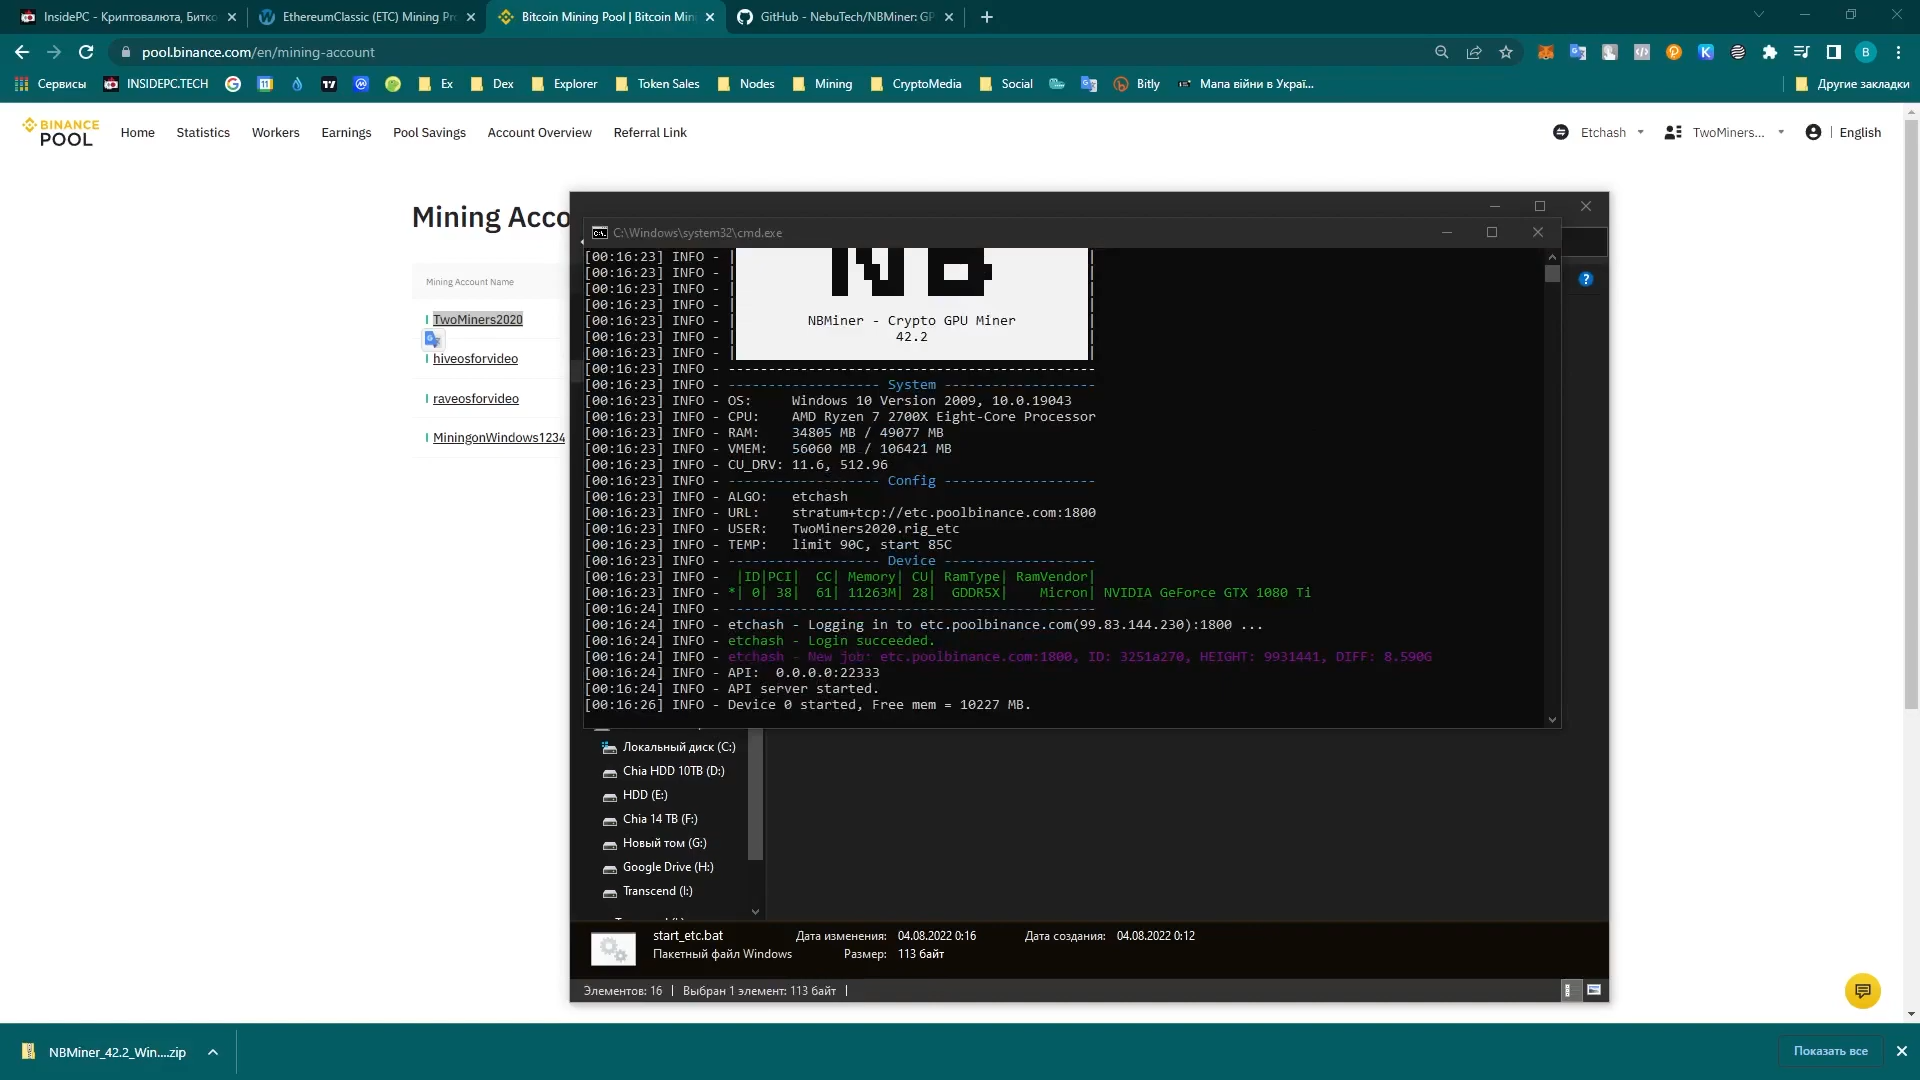 InsidePC - Криптовалюта, Битко
EthereumClassic (ETC) Mining Pro
Bitcoin Mining Pool | Bitcoin Min
GitHub - NebuTech/NBMiner: GP
pool.binance.com/en/mining-account
Сервисы INSIDEPC.TECH Ex Dex Explorer Token Sales Nodes Mining CryptoMedia Social Bitly Мапа війни в Украї... Другие закладки
BINANCE
POOL
Home Statistics Workers Earnings Pool Savings Account Overview Referral Link Etchash TwoMiners... English
Mining Acco
Mining Account Name
TwoMiners2020
hiveosforvideo
raveosforvideo
MiningonWindows1234
C:\Windows\system32\cmd.exe
[00:16:23] INFO - | |
[00:16:23] INFO - | NB |
[00:16:23] INFO - | |
[00:16:23] INFO - | |
[00:16:23] INFO - | NBMiner - Crypto GPU Miner |
[00:16:23] INFO - | 42.2 |
[00:16:23] INFO - | |
[00:16:23] INFO - ----------------------------------------------
[00:16:23] INFO - ------------------- System -------------------
[00:16:23] INFO - OS: Windows 10 Version 2009, 10.0.19043
[00:16:23] INFO - CPU: AMD Ryzen 7 2700X Eight-Core Processor
[00:16:23] INFO - RAM: 34805 MB / 49077 MB
[00:16:23] INFO - VMEM: 56060 MB / 106421 MB
[00:16:23] INFO - CU_DRV: 11.6, 512.96
[00:16:23] INFO - ------------------- Config -------------------
[00:16:23] INFO - ALGO: etchash
[00:16:23] INFO - URL: stratum+tcp://etc.poolbinance.com:1800
[00:16:23] INFO - USER: TwoMiners2020.rig_etc
[00:16:23] INFO - TEMP: limit 90C, start 85C
[00:16:23] INFO - ------------------- Device -------------------
[00:16:23] INFO - |ID|PCI| CC| Memory| CU| RamType| RamVendor|
[00:16:23] INFO - *| 0| 38| 61| 11263M| 28| GDDR5X| Micron| NVIDIA GeForce GTX 1080 Ti
[00:16:24] INFO - ----------------------------------------------
[00:16:24] INFO - etchash - Logging in to etc.poolbinance.com(99.83.144.230):1800 ...
[00:16:24] INFO - etchash - Login succeeded.
[00:16:24] INFO - etchash - New job: etc.poolbinance.com:1800, ID: 3251a270, HEIGHT: 9931441, DIFF: 8.590G
[00:16:24] INFO - API: 0.0.0.0:22333
[00:16:24] INFO - API server started.
[00:16:26] INFO - Device 0 started, Free mem = 10227 MB.
Локальный диск (C:)
Chia HDD 10TB (D:)
HDD (E:)
Chia 14 TB (F:)
Новый том (G:)
Google Drive (H:)
Transcend (I:)
start_etc.bat Дата изменения: 04.08.2022 0:16 Дата создания: 04.08.2022 0:12
Пакетный файл Windows Размер: 113 байт
Элементов: 16 | Выбран 1 элемент: 113 байт |
NBMiner_42.2_Win....zip
Показать все